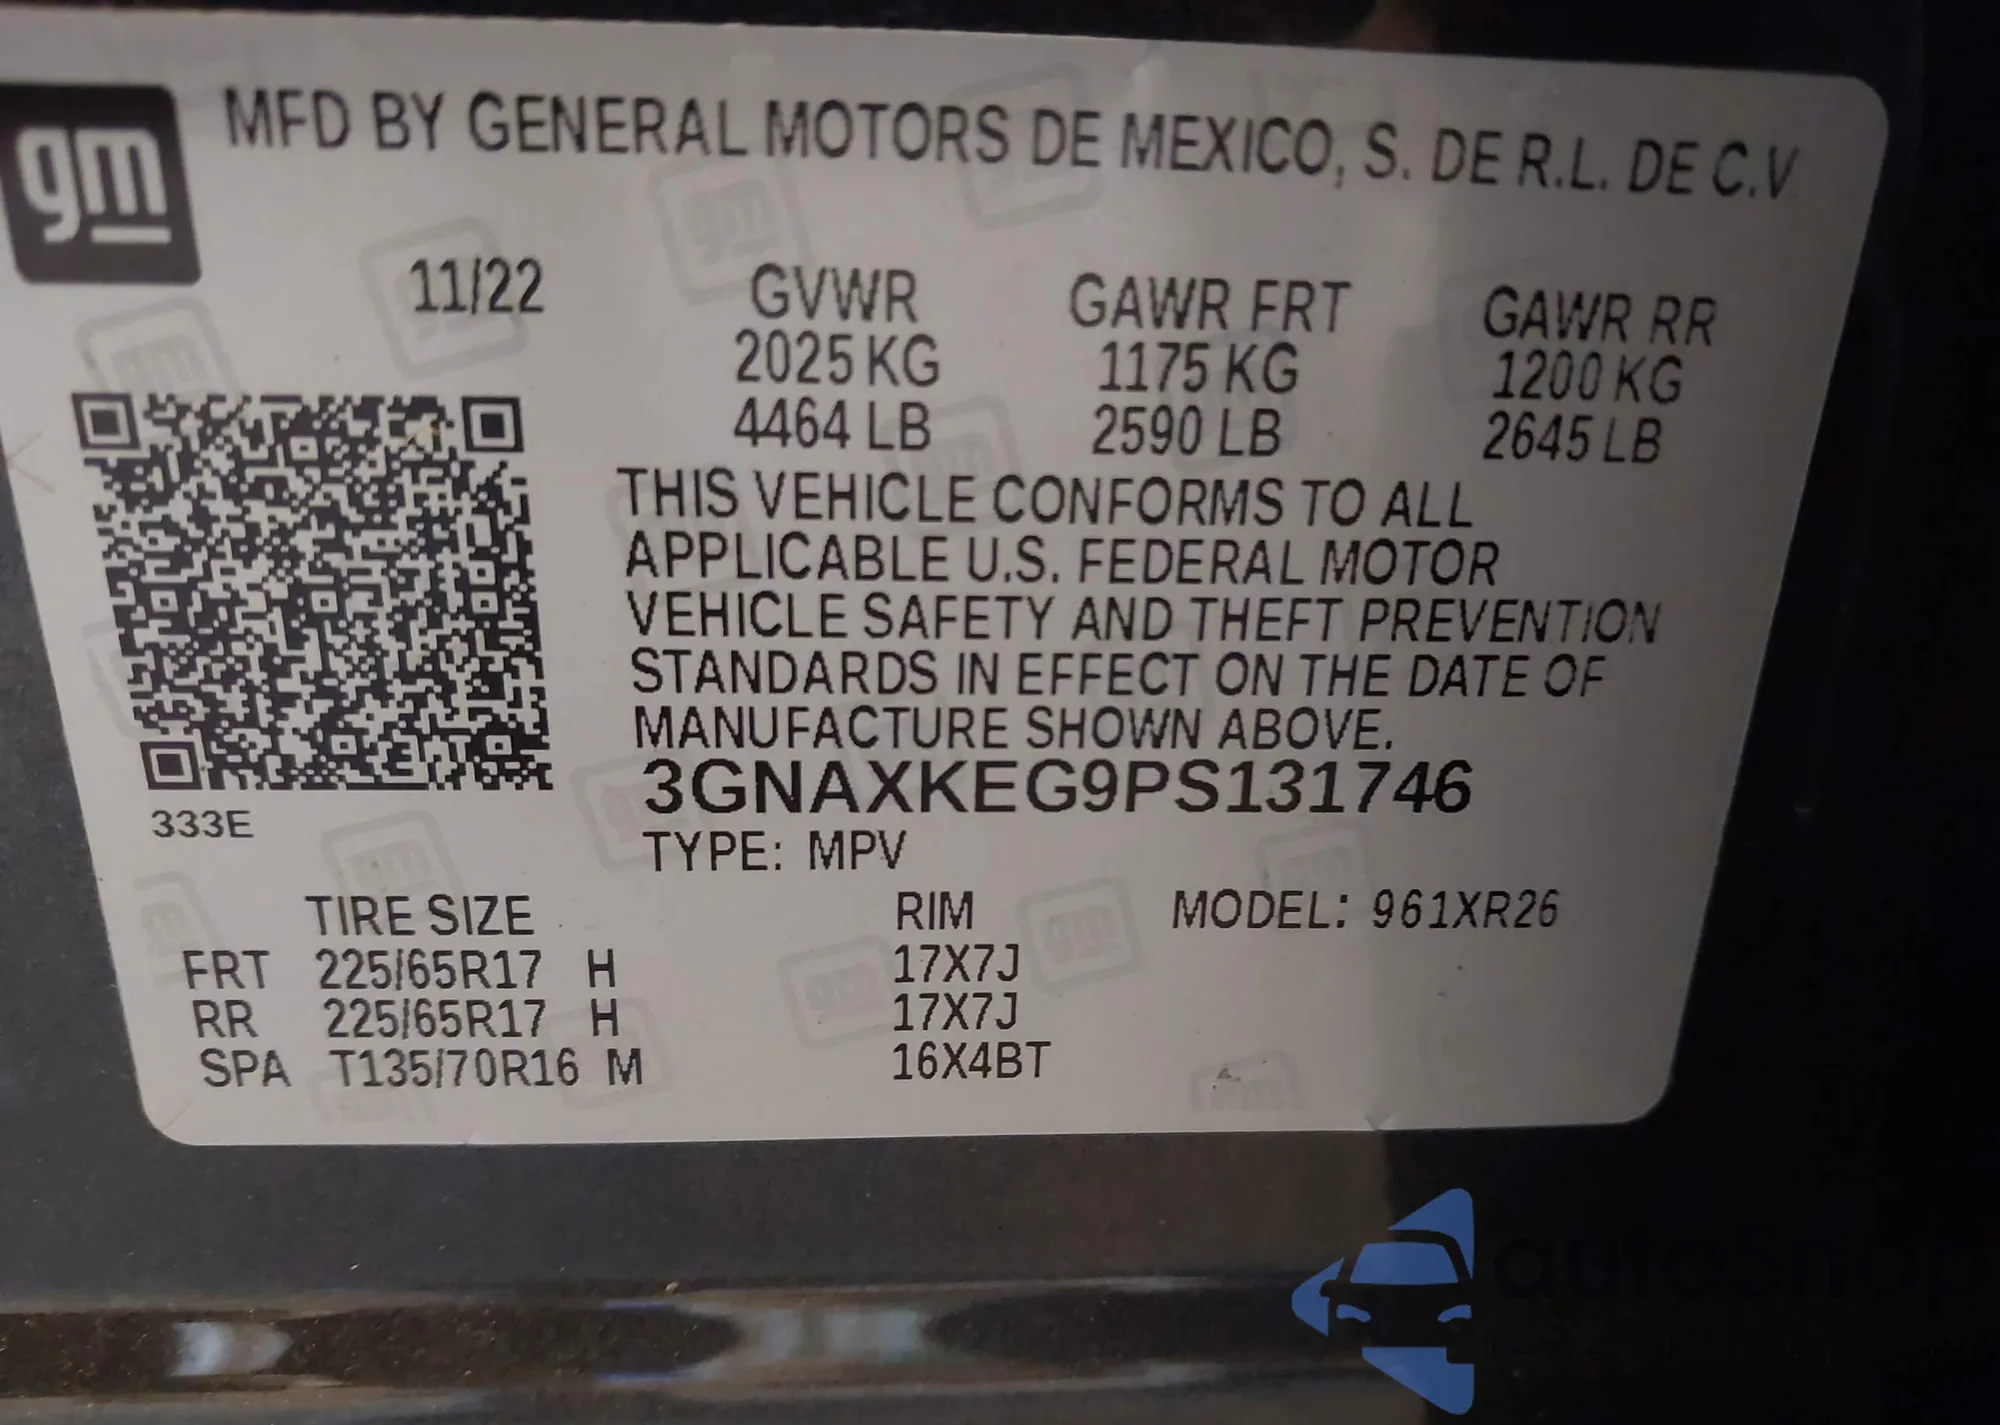 gm
MFD BY GENERAL MOTORS DE MEXICO, S. DE R.L. DE C.V
11/22
GVWR GAWR FRT GAWR RR
2025 KG 1175 KG 1200 KG
4464 LB 2590 LB 2645 LB
THIS VEHICLE CONFORMS TO ALL
APPLICABLE U.S. FEDERAL MOTOR
VEHICLE SAFETY AND THEFT PREVENTION
STANDARDS IN EFFECT ON THE DATE OF
MANUFACTURE SHOWN ABOVE.
3GNAXKEG9PS131746
333E
TYPE: MPV
TIRE SIZE RIM MODEL: 961XR26
FRT 225/65R17 H 17X7J
RR 225/65R17 H 17X7J
SPA T135/70R16 M 16X4BT